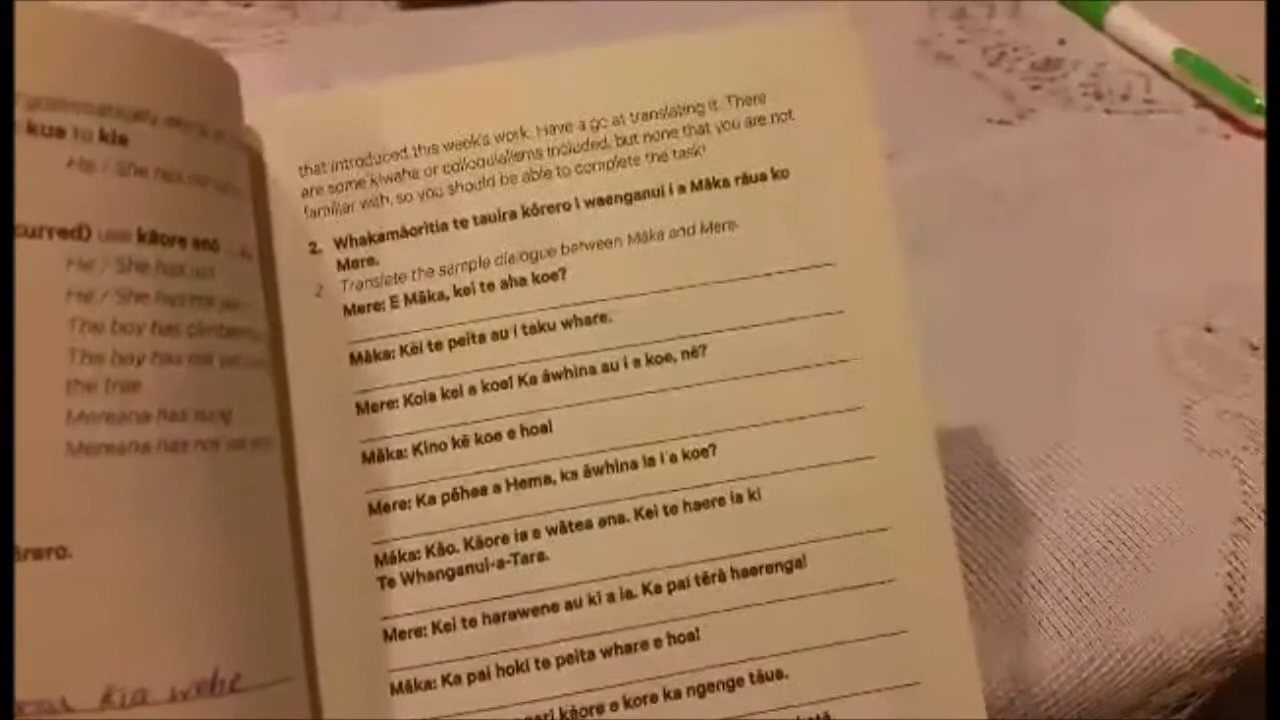 kua to kia
He / She has
curred) use kāore anō
He / She has
He / She has
The boy has
The boy has
the tree
Mereana has sung
Mereana has not
ārero.
kia wehe
that introduced this week's work. Have a go at translating it. There
are some kīwaha or colloquialisms included, but none that you are not
familiar with, so you should be able to complete the task!
2. Whakamāoritia te tauira kōrero i waenganui i a Māka rāua ko
Mere.
2 Translate the sample dialogue between Māka and Mere.
Mere: E Māka, kei te aha koe?
Māka: Kei te peita au i taku whare.
Mere: Koia kei a koe! Ka āwhina au i a koe, nē?
Māka: Kino kē koe e hoa!
Mere: Ka pēhea a Hema, ka āwhina ia i a koe?
Māka: Kāo. Kāore ia e wātea ana. Kei te haere ia ki
Te Whanganui-a-Tara.
Mere: Kei te harawene au ki a ia. Ka pai tērā haerenga!
Māka: Ka pai hoki te peita whare e hoa!
kāore e kore ka ngenge tāua.